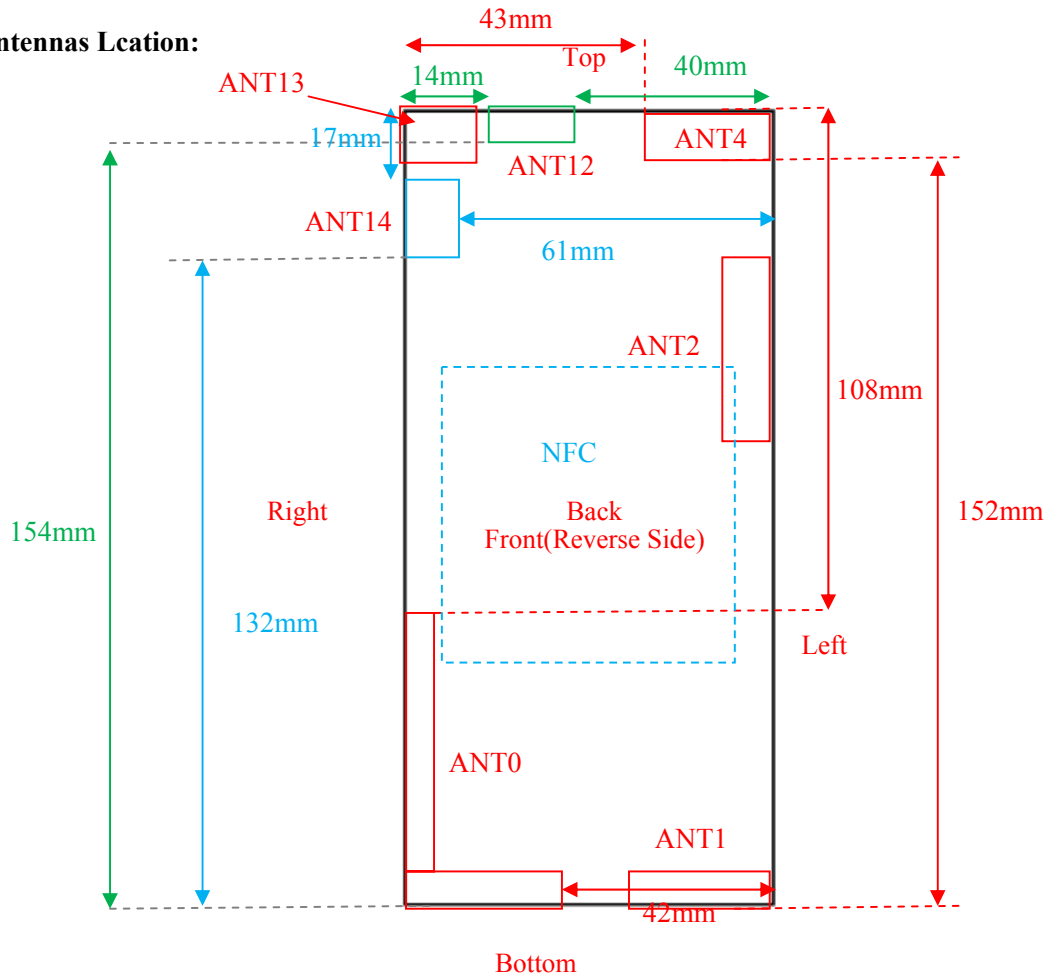 43mm
ntennas Lcation:
Top
40mm
14mm
ANT13
17mm
ANT4
ANT12
ANT14
61mm
ANT2
108mm
NFC
Right
Back
152mm
154mm
Front(Reverse Side)
132mm
Left
ANT0
ANT1
42mm
Bottom